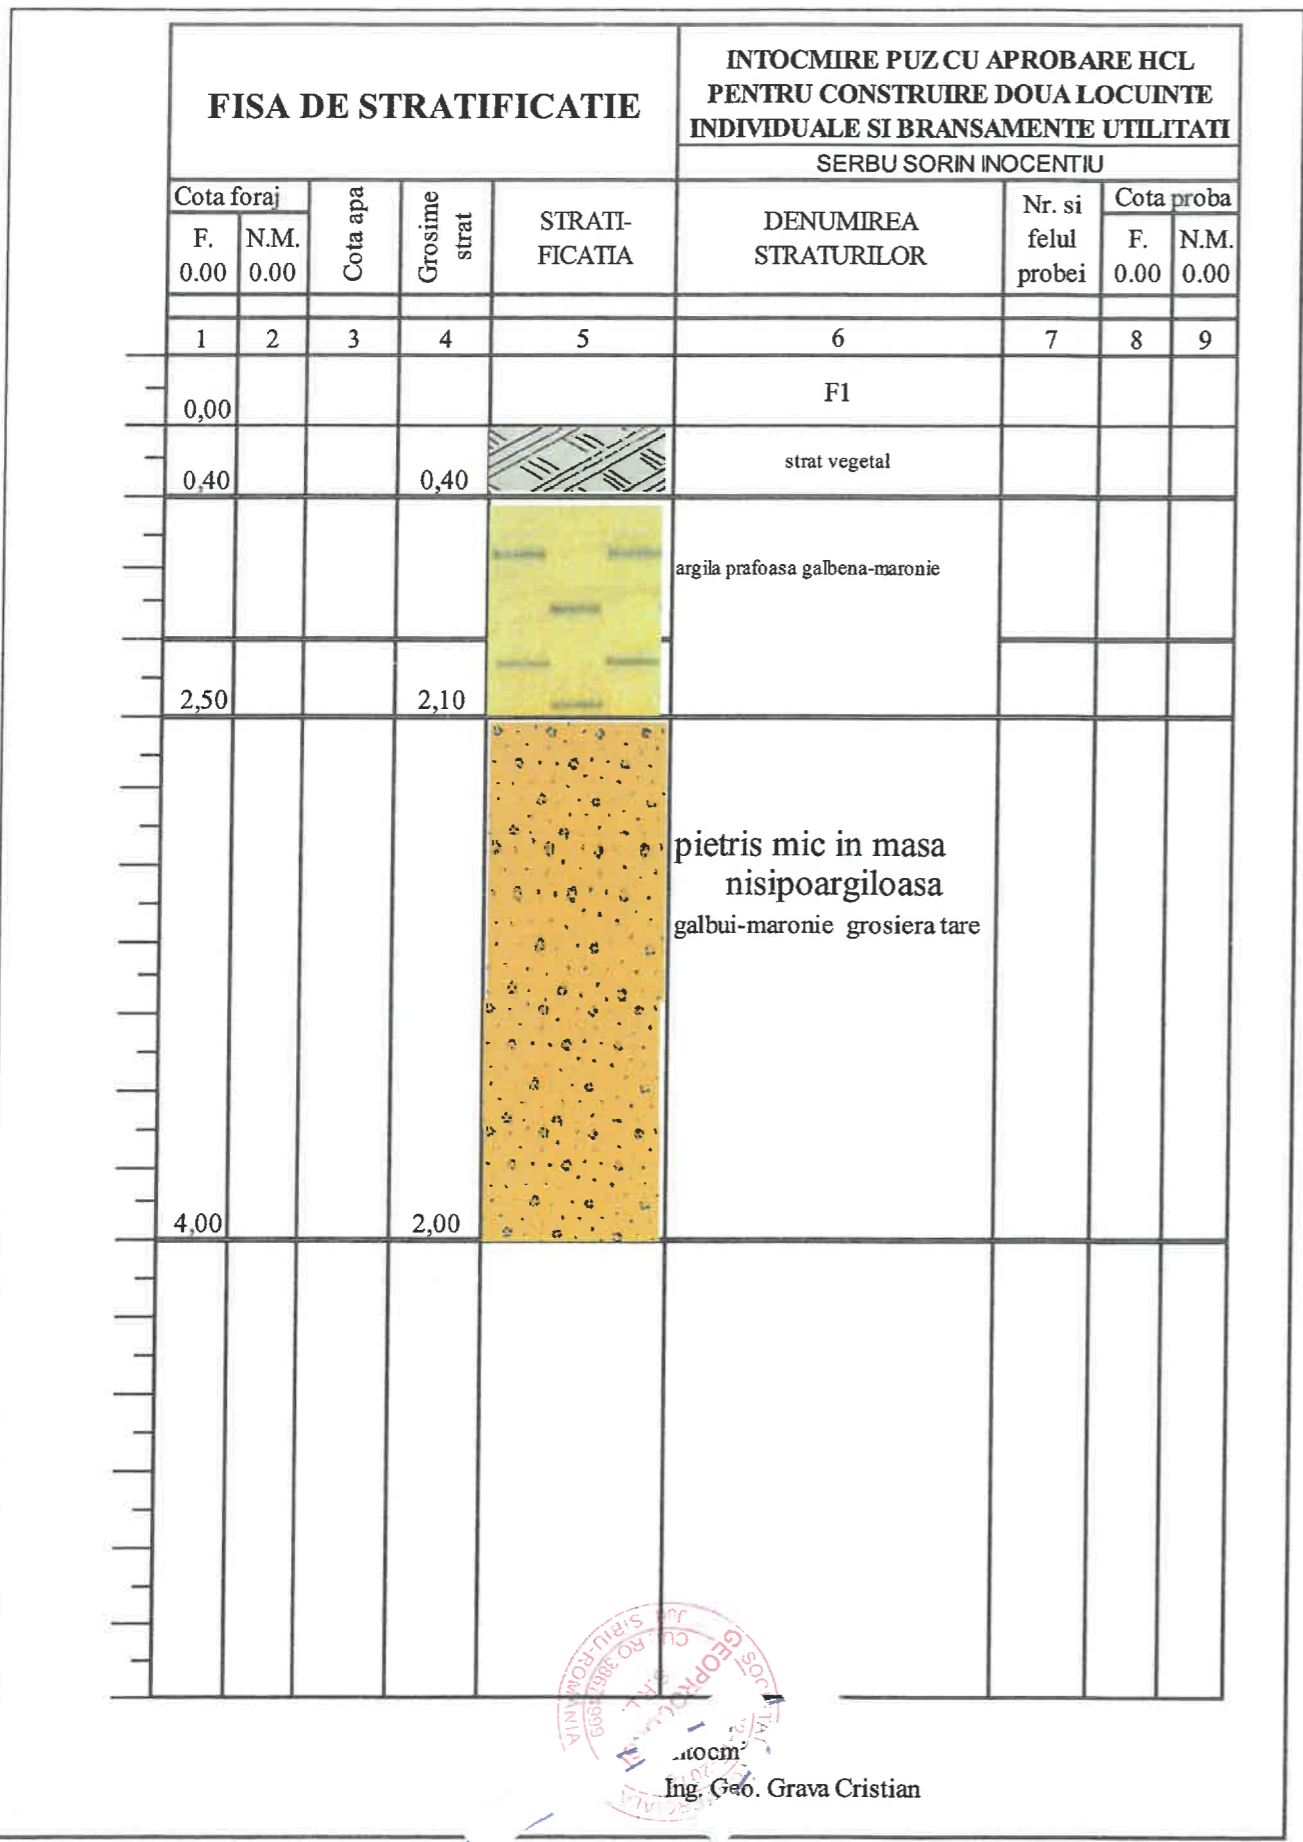 FISA DE STRATIFICATIE
INTOCMIRE PUZ CU APROBARE HCL
PENTRU CONSTRUIRE DOUA LOCUINTE
INDIVIDUALE SI BRANSAMENTE UTILITATI
SERBU SORIN INOCENTIU
Cota foraj
F.
0.00
N.M.
0.00
Cota apa
Grosime
strat
STRATI-
FICATIA
DENUMIREA
STRATURILOR
Nr. si
felul
probei
Cota proba
F.
0.00
N.M.
0.00
1 2 3 4 5 6 7 8 9
0,00 F1
0,40 0,40 strat vegetal
argila prafoasa galbena-maronie
2,50 2,10
pietris mic in masa
nisipoargiloasa
galbui-maronie grosiera tare
4,00 2,00
SIBIU-ROMANIA
S.R.L.
Ing. Geo. Grava Cristian